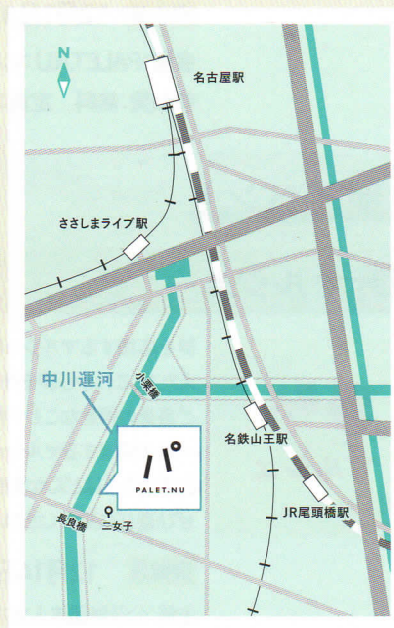 N
名古屋駅
ささしまライブ駅
中川運河
小栗橋
パ
PALET.NU
名鉄山王駅
長良橋
二女子
JR尾頭橋駅